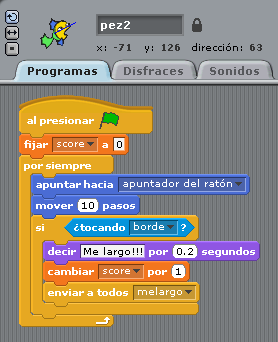 pez2
x: -71 y: 126 dirección: 63
Programas Disfraces Sonidos
al presionar
fijar score a 0
por siempre
apuntar hacia apuntador del ratón
mover 10 pasos
si ¿tocando borde ?
decir Me largo!!! por 0.2 segundos
cambiar score por 1
enviar a todos melargo